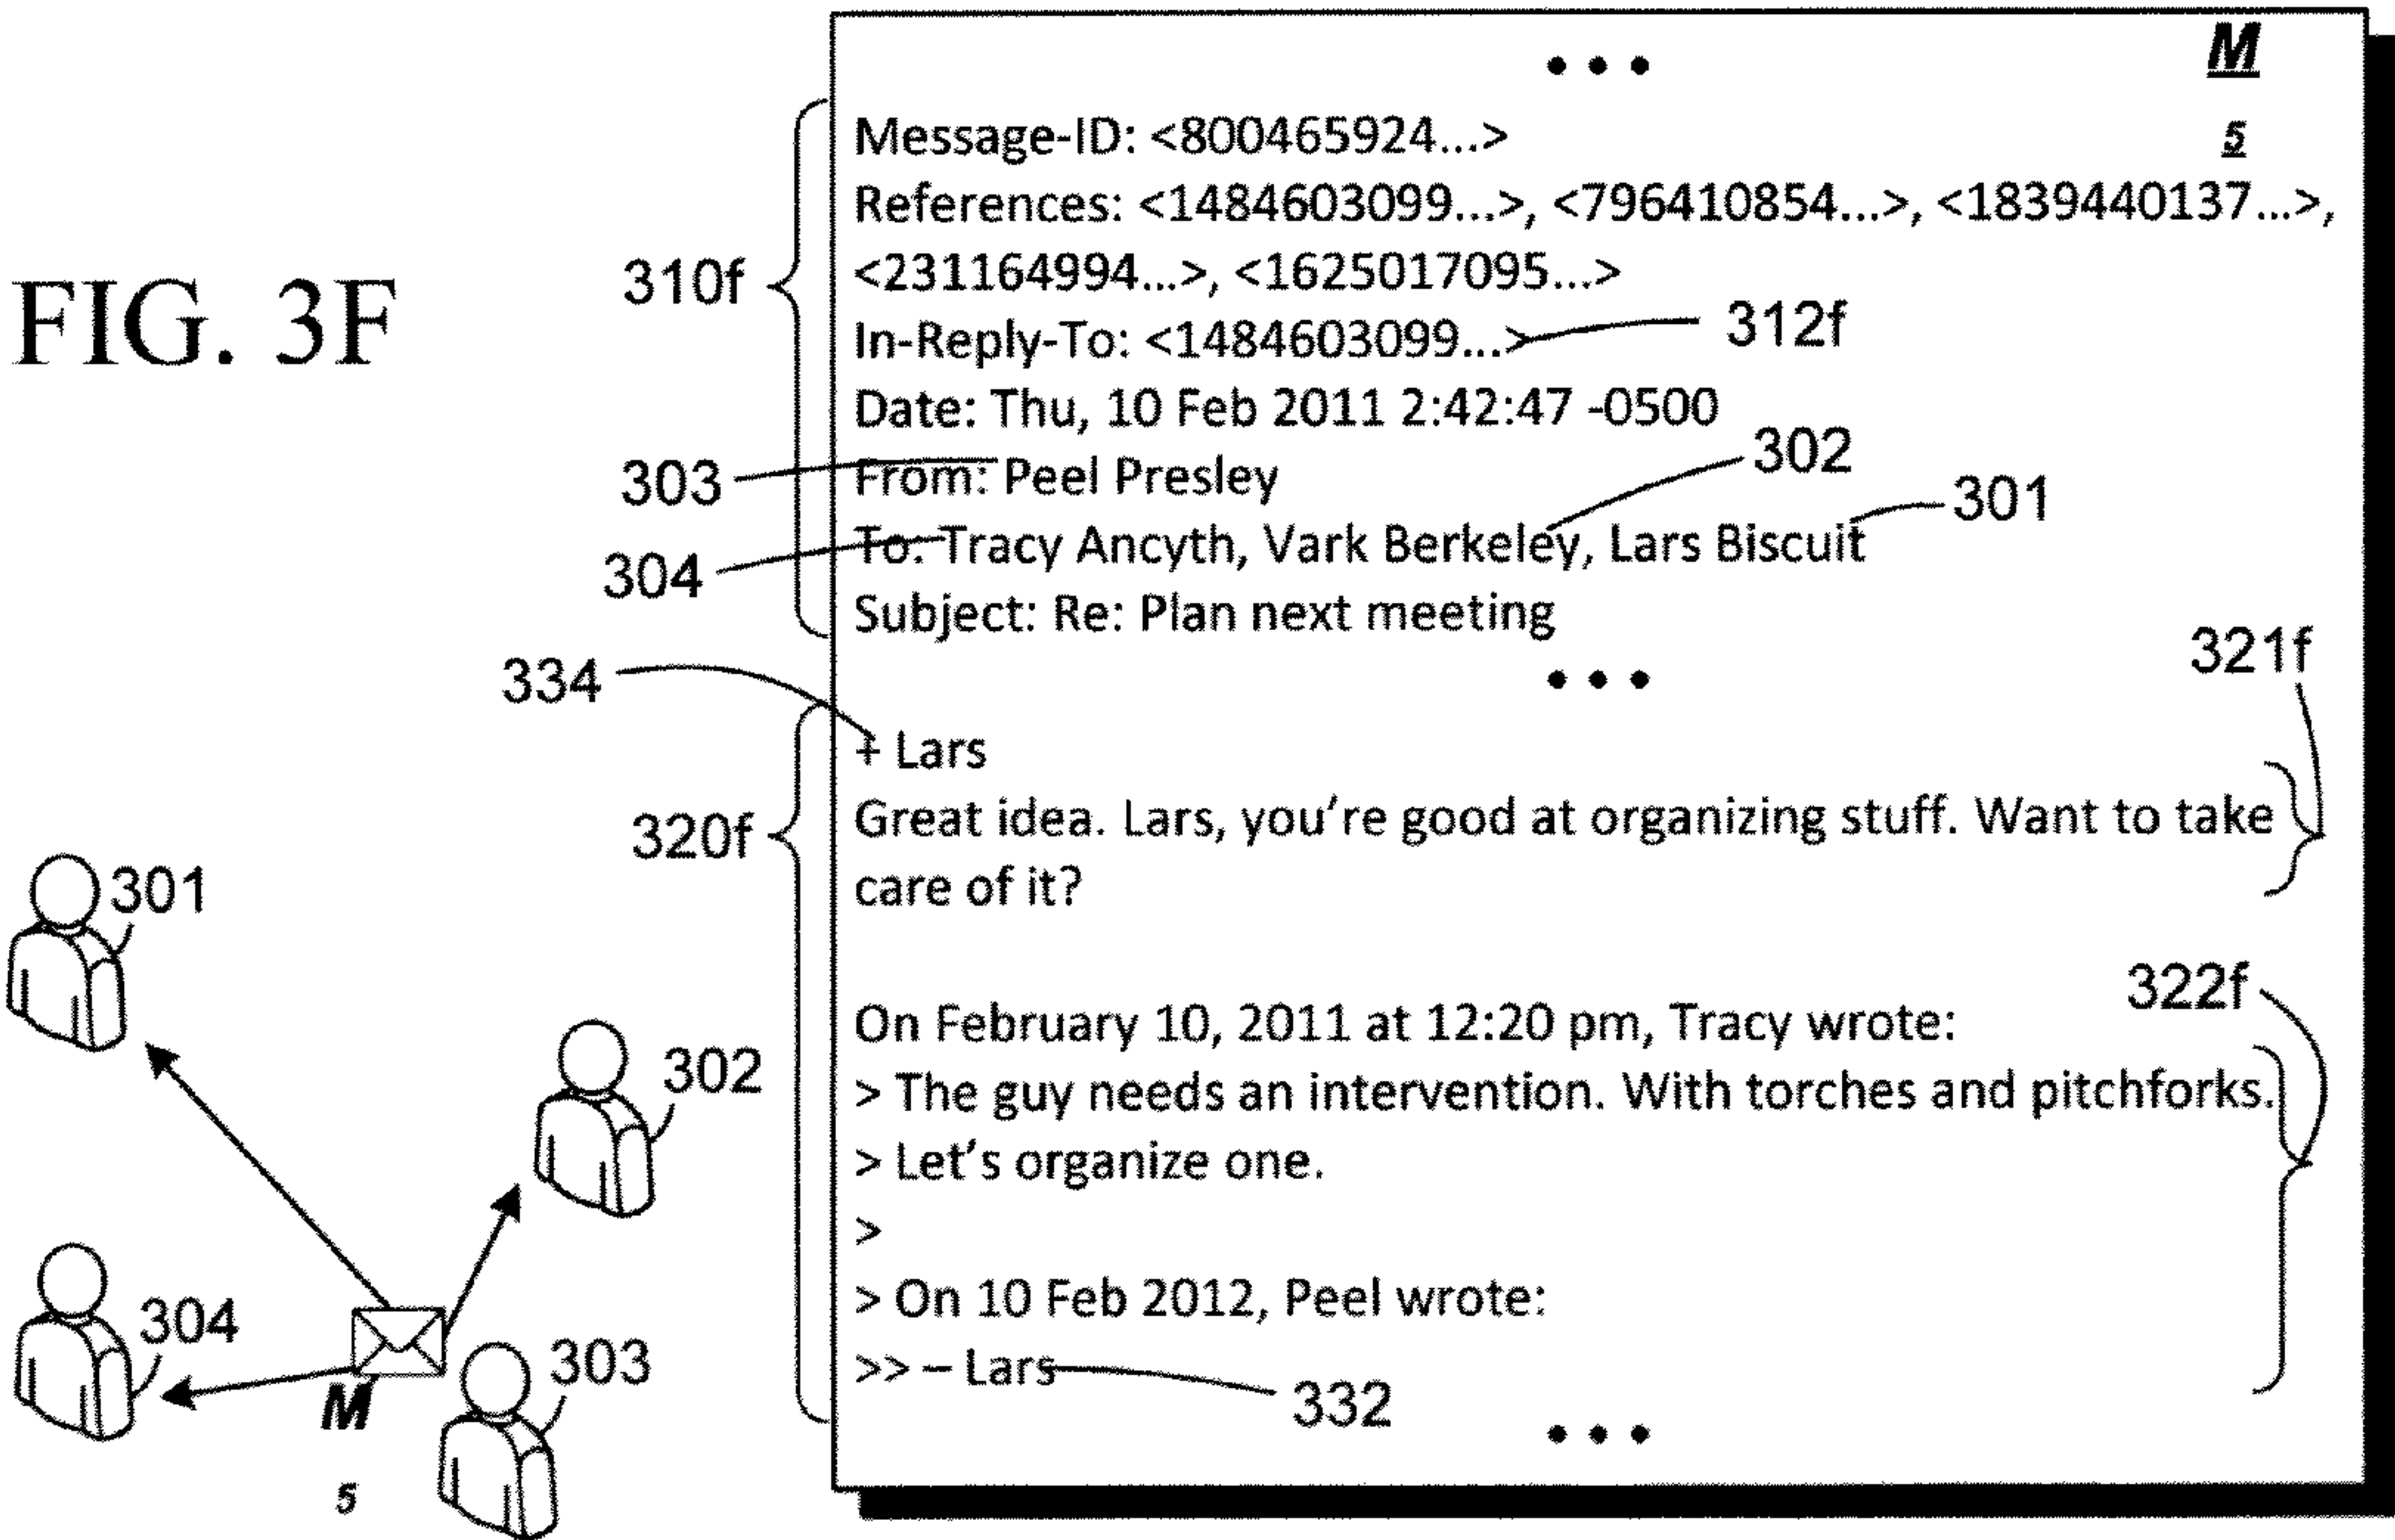 FIG. 3F
M
5
• • •
Message-ID: <800465924...>
References: <1484603099...>, <796410854...>, <1839440137...>,
<231164994...>, <1625017095...>
In-Reply-To: <1484603099...>
Date: Thu, 10 Feb 2011 2:42:47 -0500
From: Peel Presley
To: Tracy Ancyth, Vark Berkeley, Lars Biscuit
Subject: Re: Plan next meeting
• • •
+ Lars
Great idea. Lars, you're good at organizing stuff. Want to take
care of it?
On February 10, 2011 at 12:20 pm, Tracy wrote:
> The guy needs an intervention. With torches and pitchforks.
> Let's organize one.
>
> On 10 Feb 2012, Peel wrote:
>> – Lars
• • •
310f
312f
303
302
301
304
334
321f
320f
322f
332
301
302
304
303
M
5